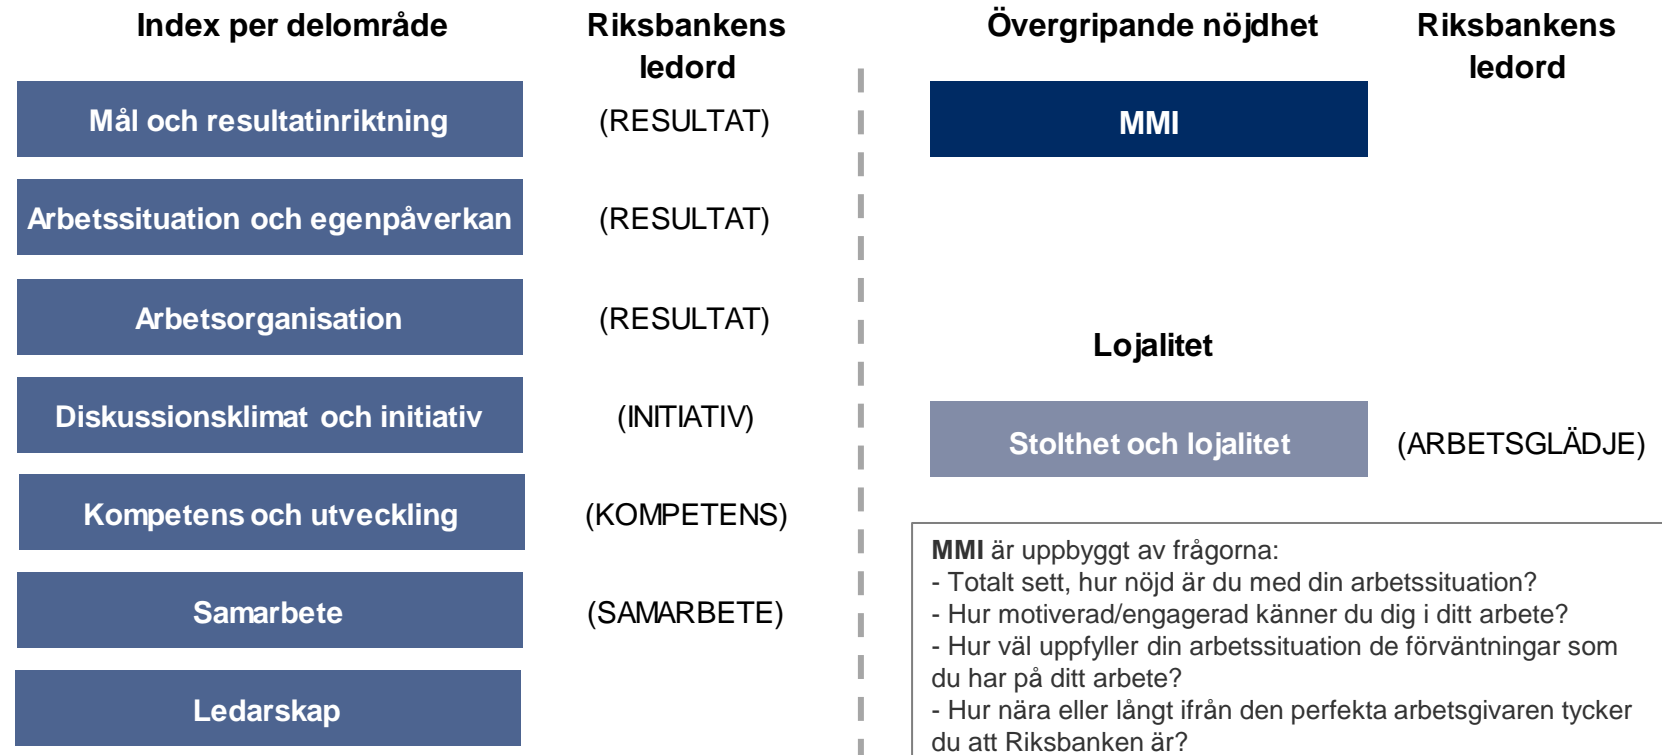 Index per delområde
Riksbankens
ledord
Mål och resultatinriktning
(RESULTAT)
Arbetssituation och egenpåverkan
(RESULTAT)
Arbetsorganisation
(RESULTAT)
Diskussionsklimat och initiativ
(INITIATIV)
Kompetens och utveckling
(KOMPETENS)
Samarbete
(SAMARBETE)
Ledarskap
Övergripande nöjdhet
Riksbankens
ledord
MMI
Lojalitet
Stolthet och lojalitet
(ARBETSGLÄDJE)
MMI är uppbyggt av frågorna:
- Totalt sett, hur nöjd är du med din arbetssituation?
- Hur motiverad/engagerad känner du dig i ditt arbete?
- Hur väl uppfyller din arbetssituation de förväntningar som
du har på ditt arbete?
- Hur nära eller långt ifrån den perfekta arbetsgivaren tycker
du att Riksbanken är?